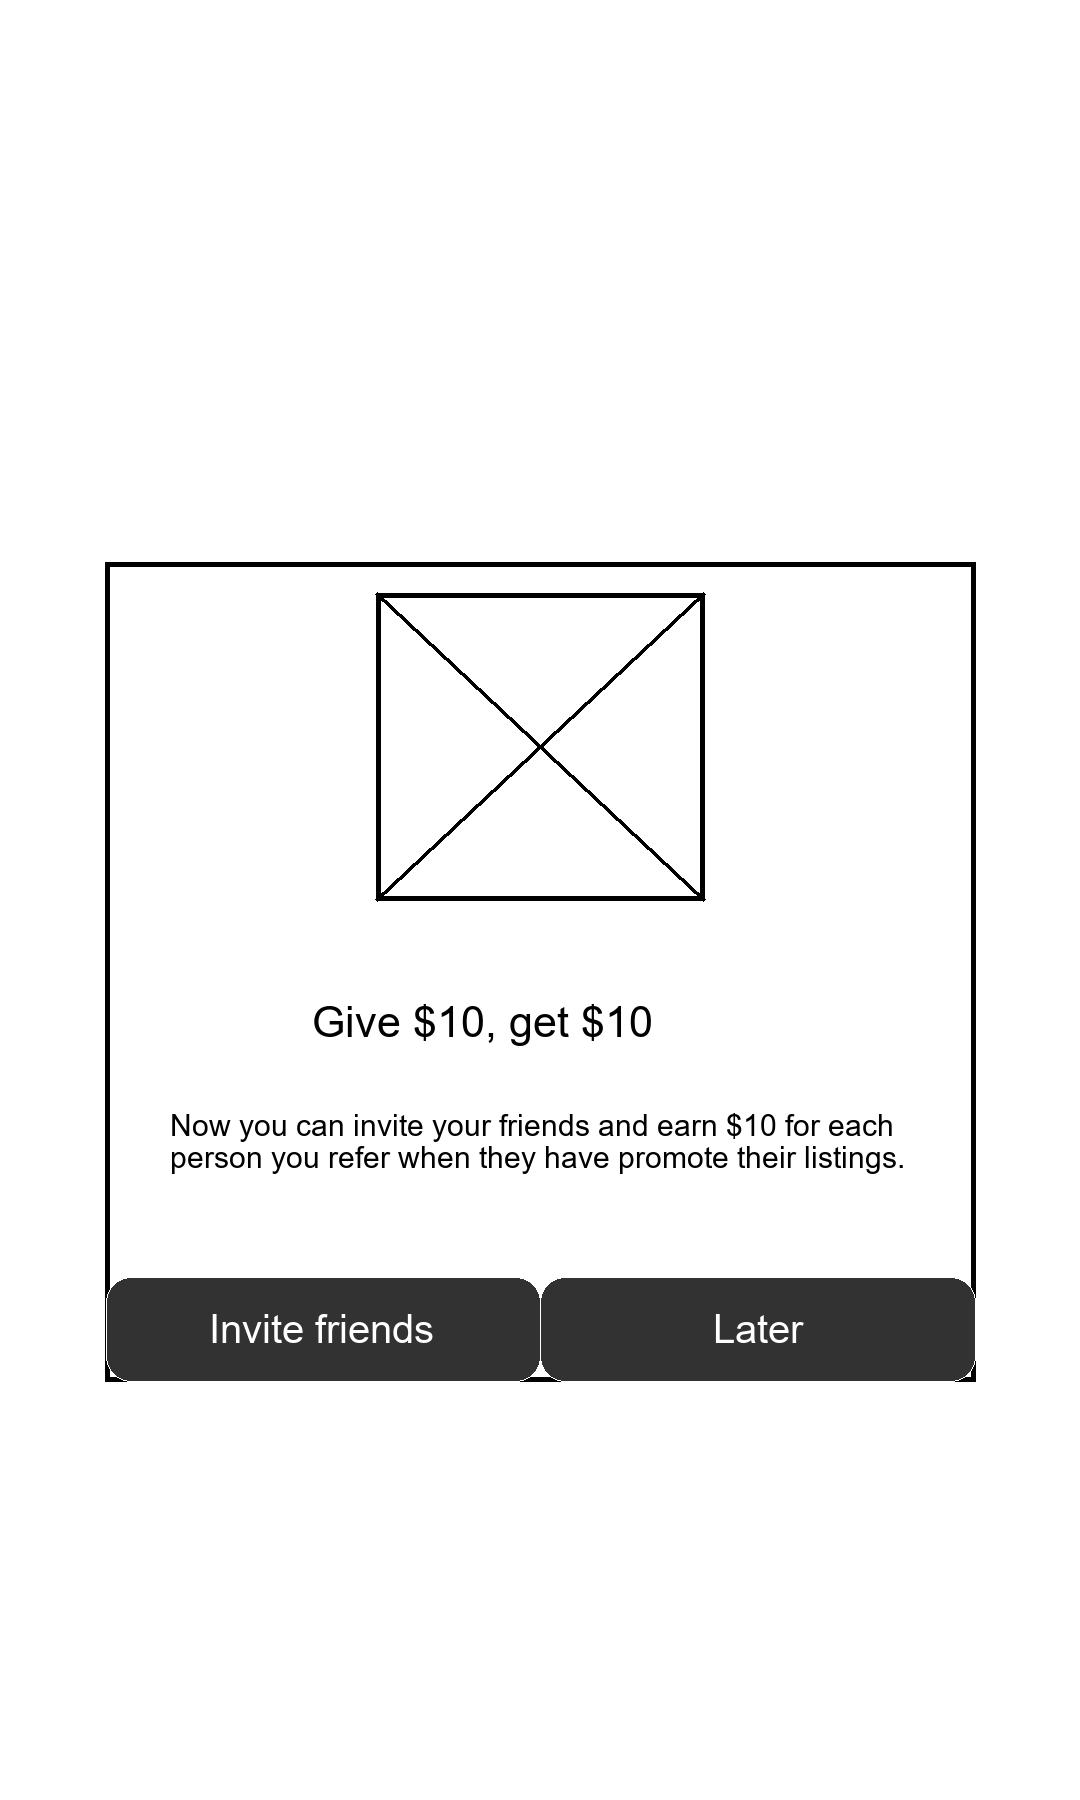 Give $10, get $10
Now you can invite your friends and earn $10 for each
person you refer when they have promote their listings.
Invite friends
Later